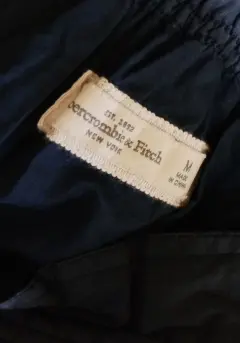 EST. 1892
Abercrombie & Fitch
NEW YORK
M
MADE
IN CHINA